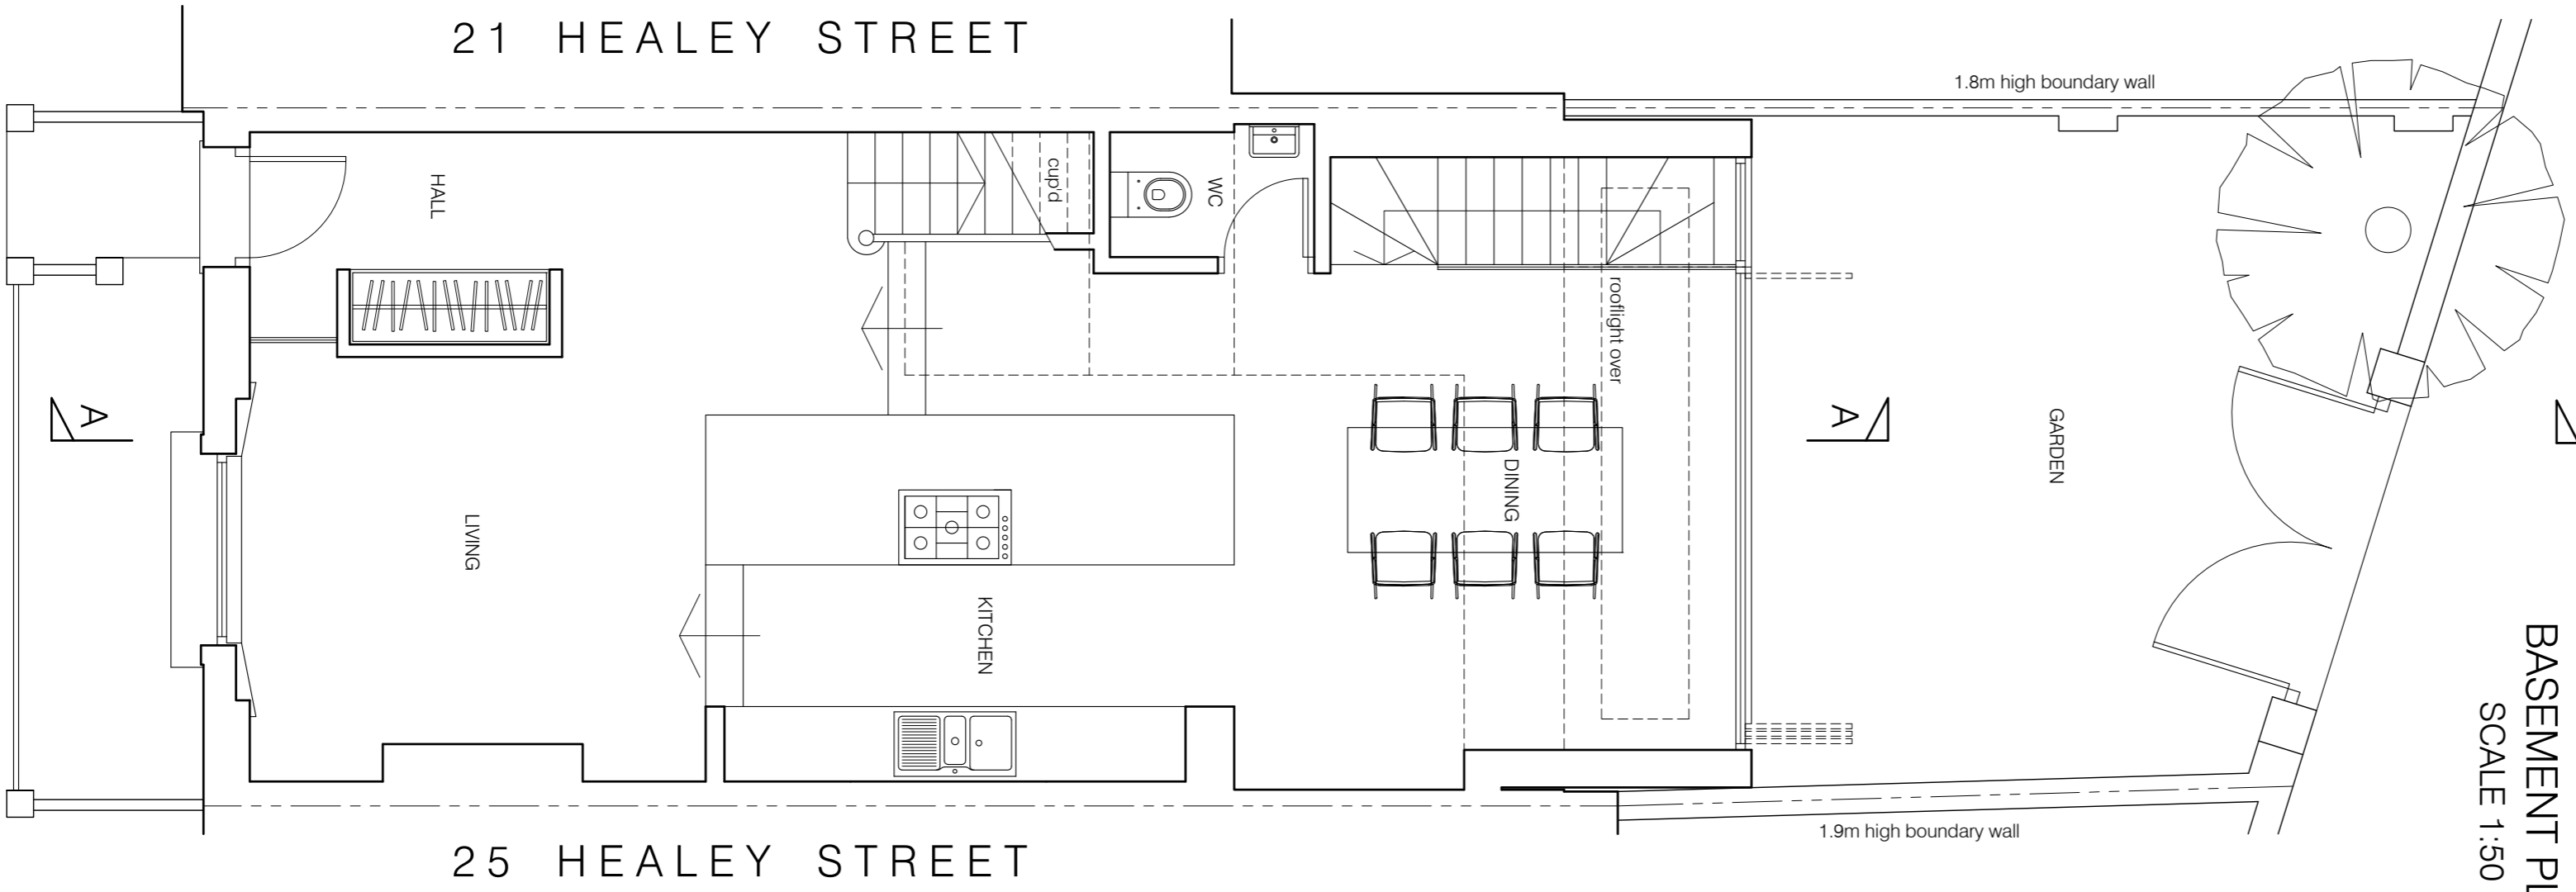 21 HEALEY STREET
1.8m high boundary wall
HALL
cup'd
WC
rooflight over
A
A
GARDEN
DINING
LIVING
KITCHEN
BASEMENT
SCALE 1:50
1.9m high boundary wall
25 HEALEY STREET